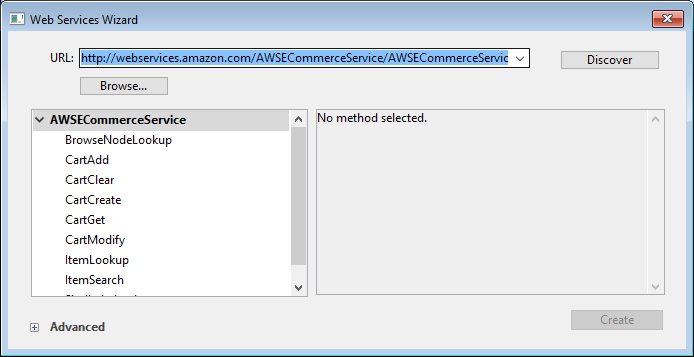 Web Services Wizard
URL: http://webservices.amazon.com/AWSECommerceService/AWSECommerceServic Discover
Browse...
AWSECommerceService
No method selected.
BrowseNodeLookup
CartAdd
CartClear
CartCreate
CartGet
CartModify
ItemLookup
ItemSearch
Create
Advanced